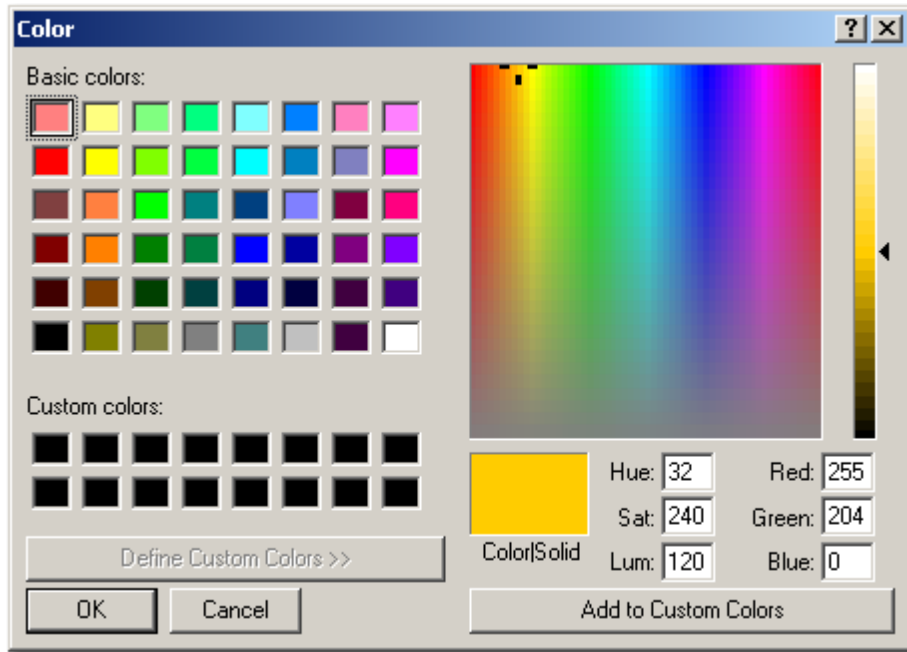 Color
Basic colors:
Custom colors:
Define Custom Colors >>
OK Cancel
Color|Solid
Hue: 32 Red: 255
Sat: 240 Green: 204
Lum: 120 Blue: 0
Add to Custom Colors